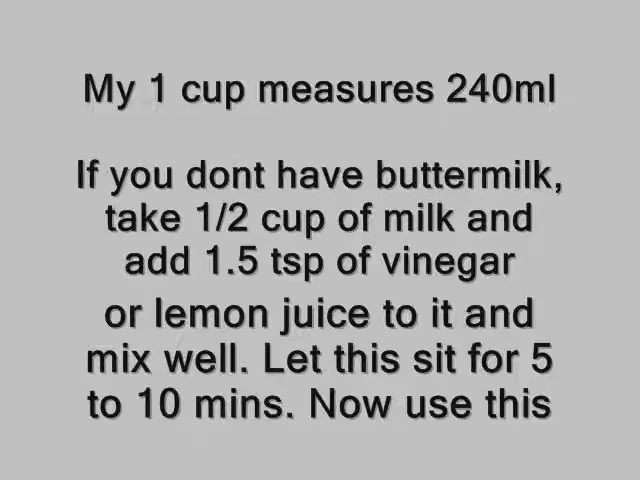 My 1 cup measures 240ml
If you dont have buttermilk,
take 1/2 cup of milk and
add 1.5 tsp of vinegar
or lemon juice to it and
mix well. Let this sit for 5
to 10 mins. Now use this